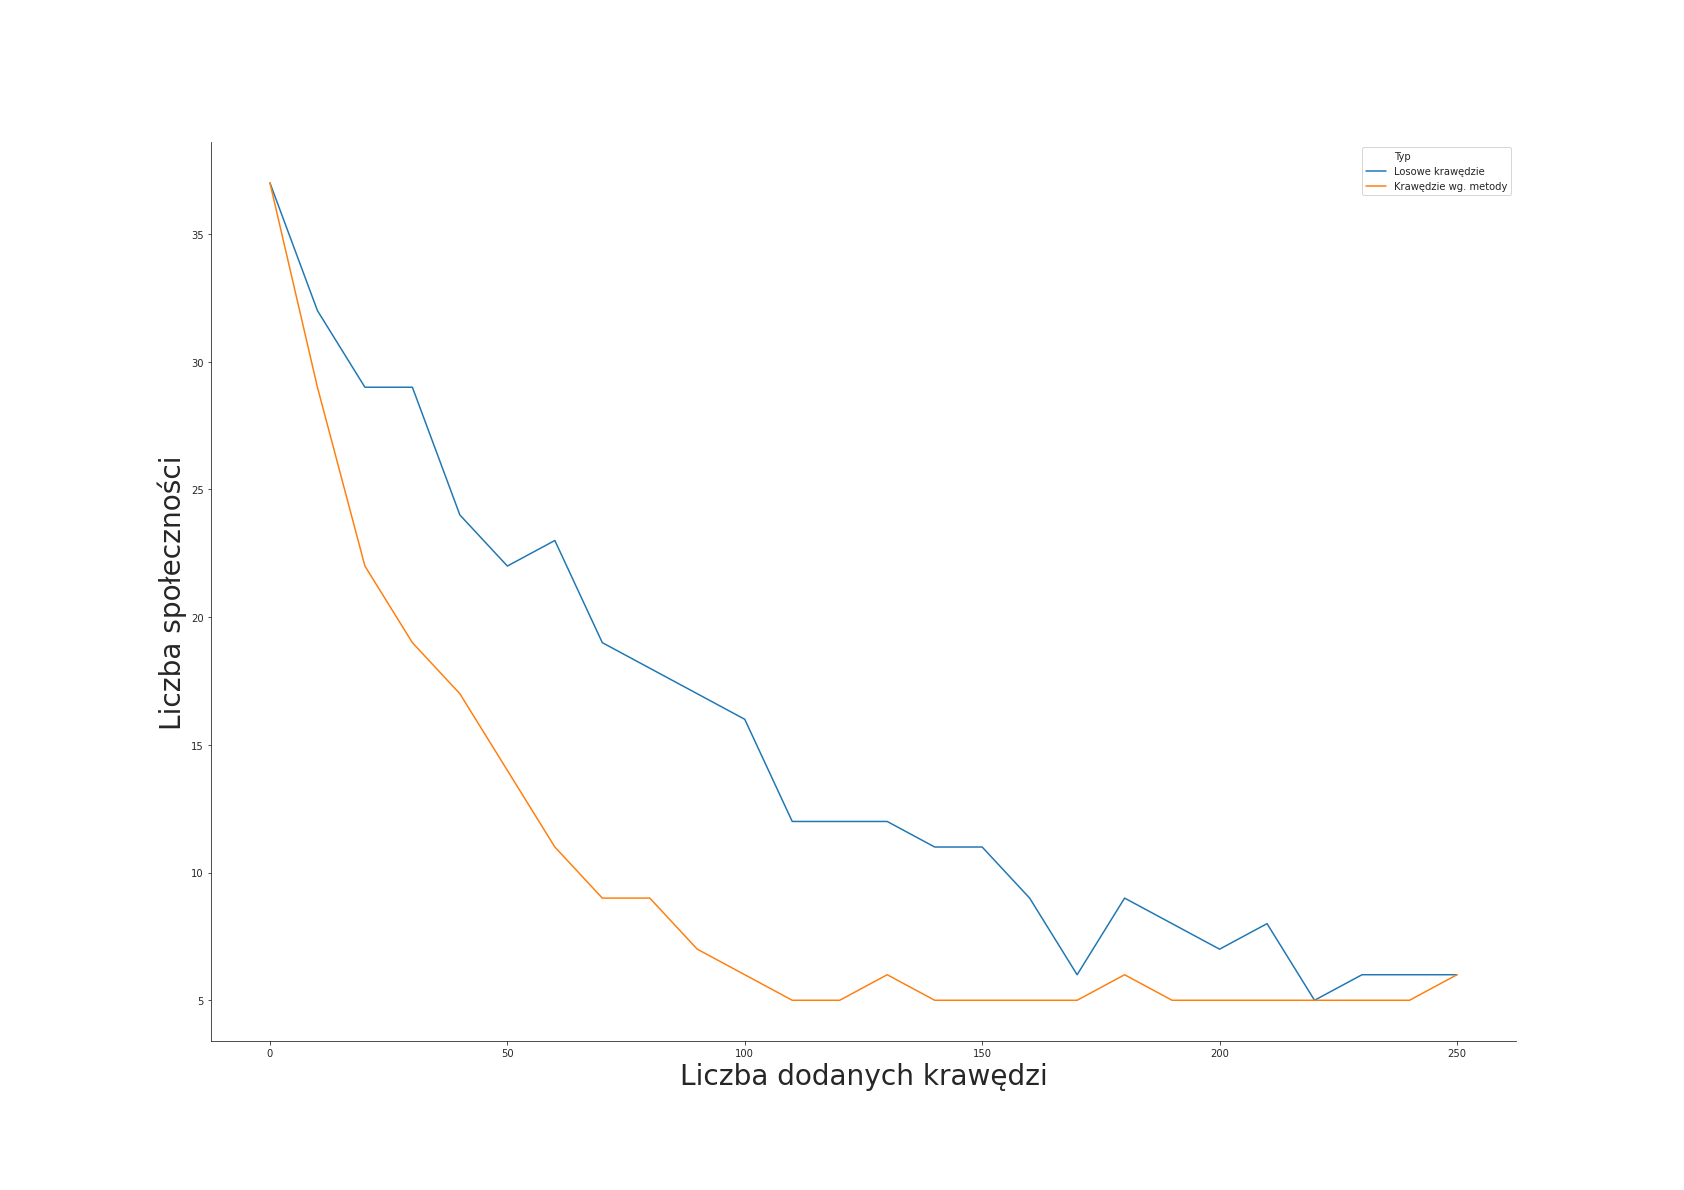 Typ
Losowe krawędzie
Krawędzie wg. metody
Liczba społeczności
35
30
25
20
15
10
5
0 50 100 150 200 250
Liczba dodanych krawędzi